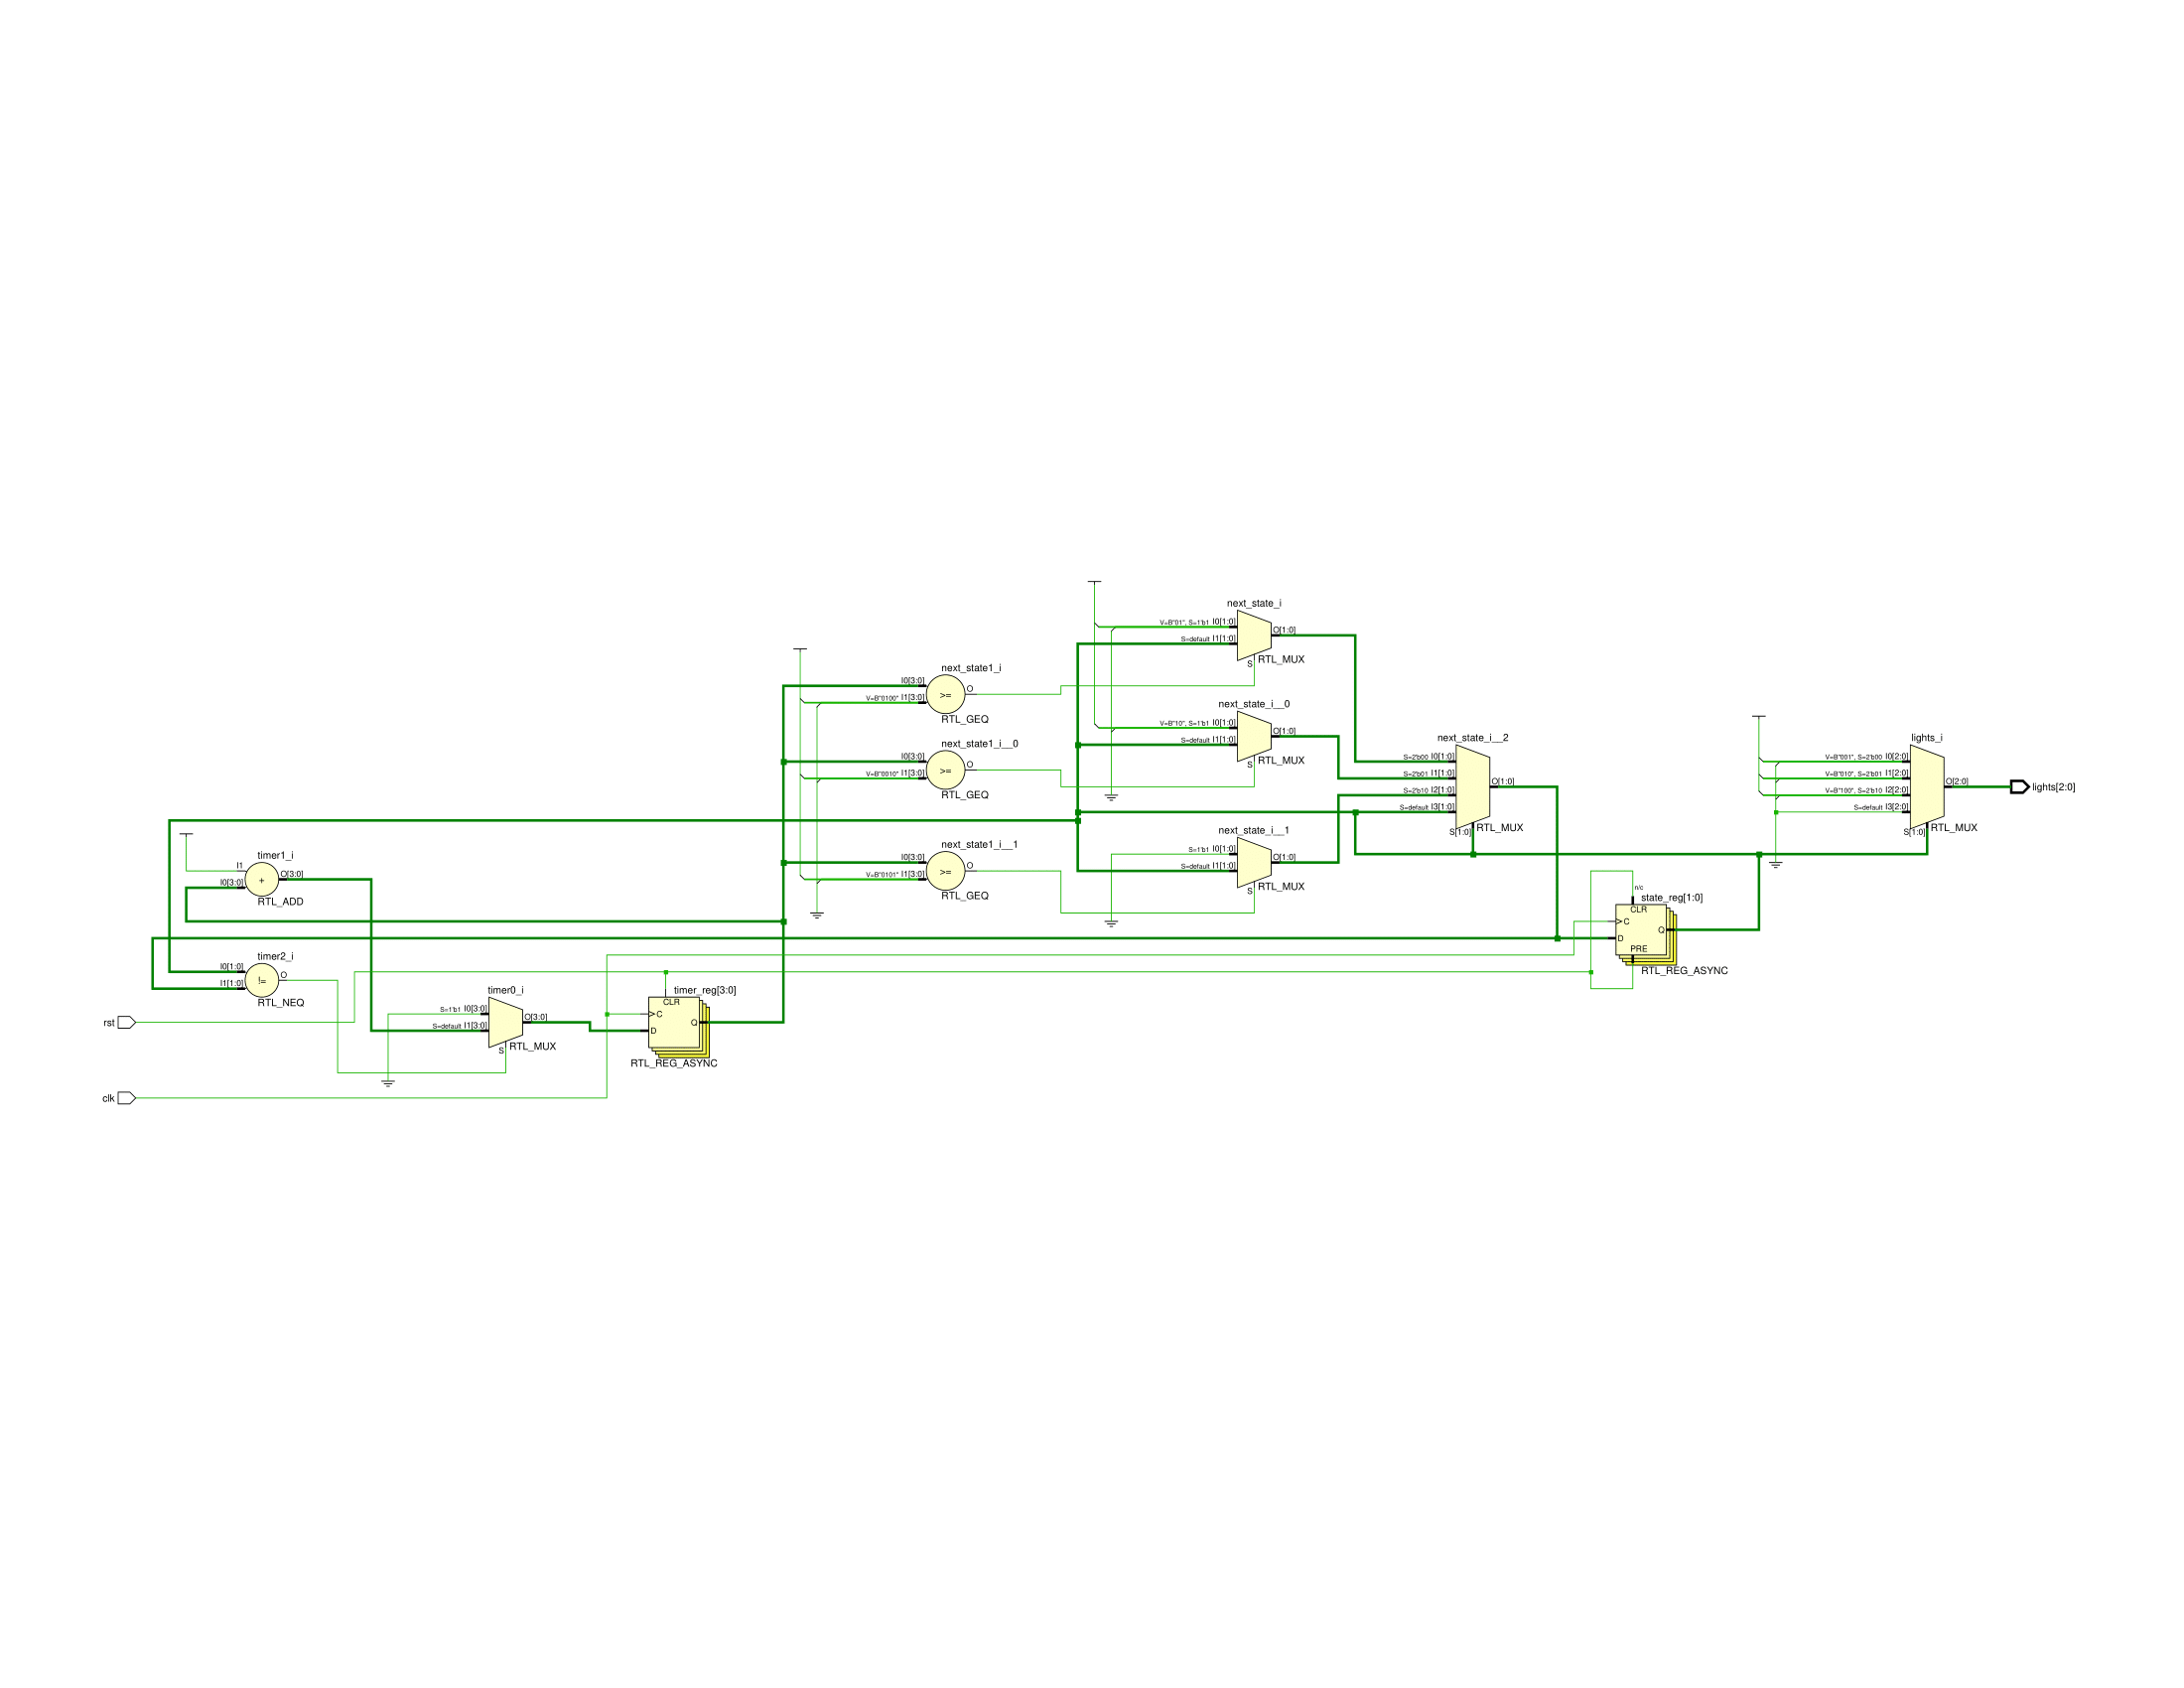 next_state_i
V=B"01", S=1'b1 I0[1:0]
S=default I1[1:0]
O[1:0]
S
RTL_MUX
next_state1_i
I0[3:0]
V=B"0100" I1[3:0]
>=
O
RTL_GEQ
next_state_i__0
V=B"10", S=1'b1 I0[1:0]
S=default I1[1:0]
O[1:0]
S
RTL_MUX
next_state1_i__0
I0[3:0]
V=B"0010" I1[3:0]
>=
O
RTL_GEQ
next_state_i__2
S=2'b00 I0[1:0]
S=2'b01 I1[1:0]
S=2'b10 I2[1:0]
S=default I3[1:0]
O[1:0]
S[1:0]
RTL_MUX
lights_i
V=B"001", S=2'b00 I0[2:0]
V=B"010", S=2'b01 I1[2:0]
V=B"100", S=2'b10 I2[2:0]
S=default I3[2:0]
O[2:0]
S[1:0]
RTL_MUX
lights[2:0]
next_state_i__1
S=1'b1 I0[1:0]
S=default I1[1:0]
O[1:0]
S
RTL_MUX
next_state1_i__1
I0[3:0]
V=B"0101" I1[3:0]
>=
O
RTL_GEQ
timer1_i
I1
I0[3:0]
+
O[3:0]
RTL_ADD
n/c
state_reg[1:0]
CLR
C
D
Q
PRE
RTL_REG_ASYNC
timer2_i
I0[1:0]
I1[1:0]
!=
O
RTL_NEQ
timer0_i
S=1'b1 I0[3:0]
S=default I1[3:0]
O[3:0]
S
RTL_MUX
timer_reg[3:0]
CLR
C
D
Q
RTL_REG_ASYNC
rst
clk